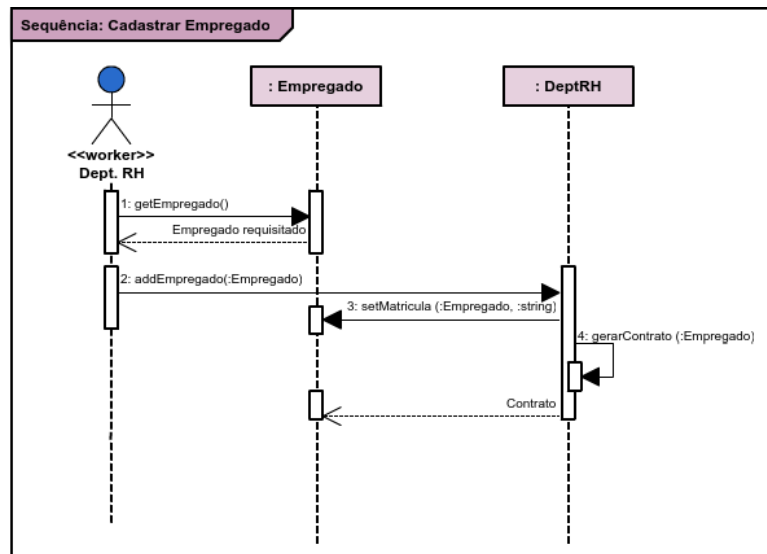 Sequência: Cadastrar Empregado
: Empregado
: DeptRH
<<worker>>
Dept. RH
1: getEmpregado()
Empregado requisitado
2: addEmpregado(:Empregado)
3: setMatricula (:Empregado, :string)
4: gerarContrato (:Empregado)
Contrato